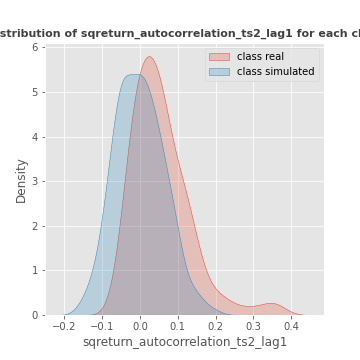 stribution of sqreturn_autocorrelation_ts2_lag1 for each cl
class real
class simulated
Density
6
5
4
3
2
1
0
−0.2 −0.1 0.0 0.1 0.2 0.3 0.4
sqreturn_autocorrelation_ts2_lag1